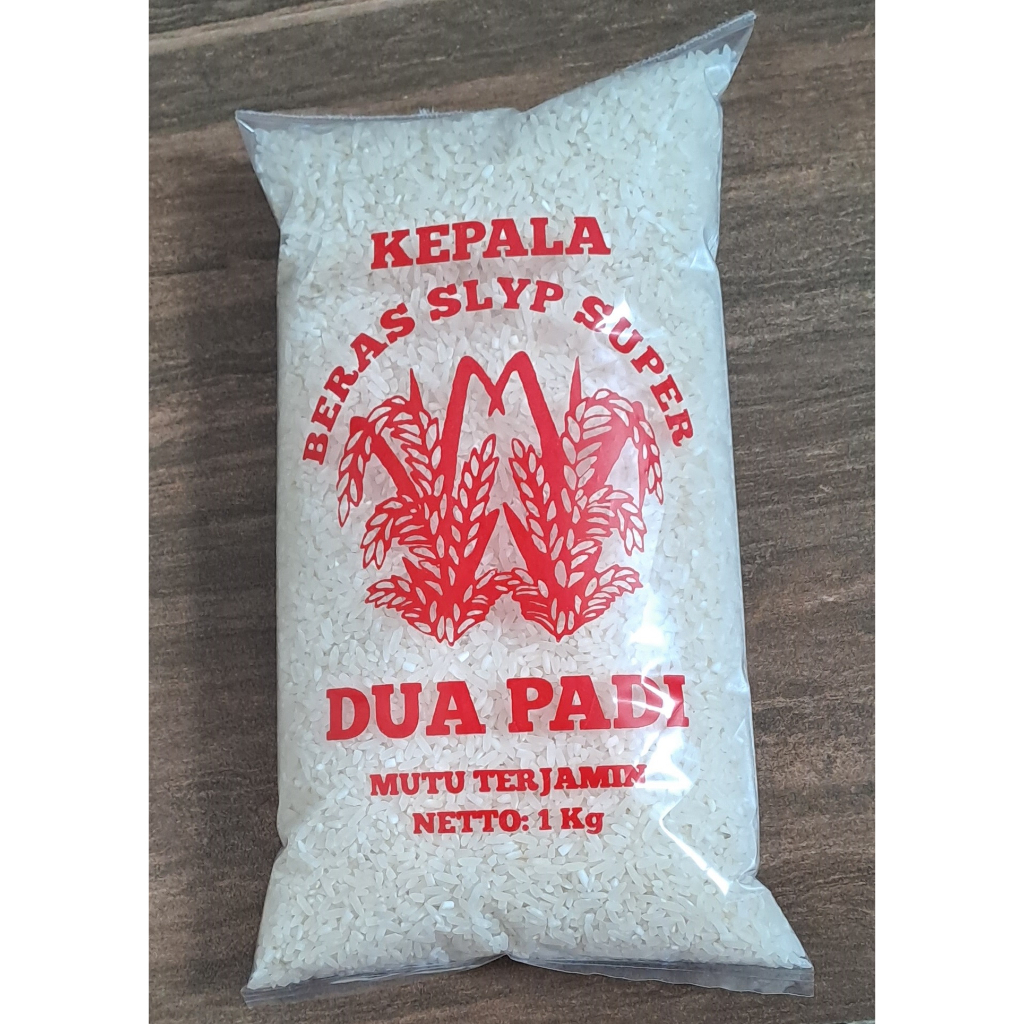 KEPALA
BERAS SLYP SUPER
DUA PADI
MUTU TERJAMIN
NETTO: 1 Kg